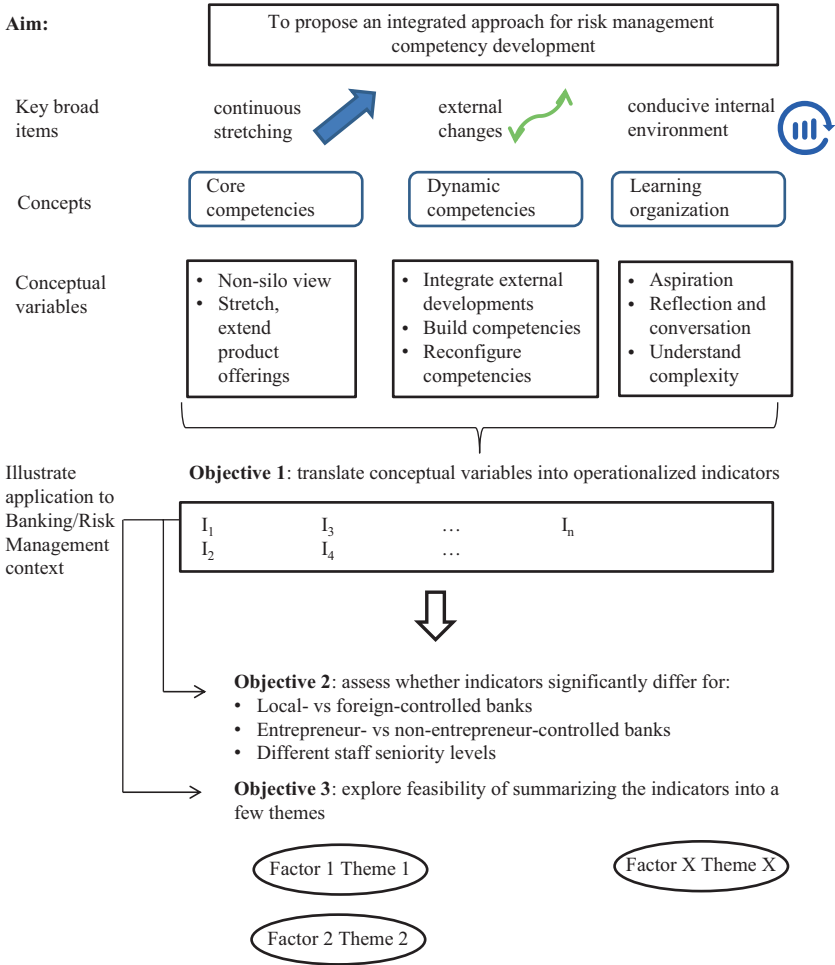 Aim:
To propose an integrated approach for risk management
competency development
Key broad
items
continuous
stretching
external
changes
conducive internal
environment
Concepts
Core
competencies
Dynamic
competencies
Learning
organization
Conceptual
variables
• Non-silo view
• Stretch,
extend
product
offerings
• Integrate external
developments
• Build competencies
• Reconfigure
competencies
• Aspiration
• Reflection and
conversation
• Understand
complexity
Illustrate
application to
Banking/Risk
Management
context
Objective 1: translate conceptual variables into operationalized indicators
I₁ I₃ … Iₙ
I₂ I₄ …
Objective 2: assess whether indicators significantly differ for:
• Local- vs foreign-controlled banks
• Entrepreneur- vs non-entrepreneur-controlled banks
• Different staff seniority levels
Objective 3: explore feasibility of summarizing the indicators into a
few themes
Factor 1 Theme 1
Factor X Theme X
Factor 2 Theme 2